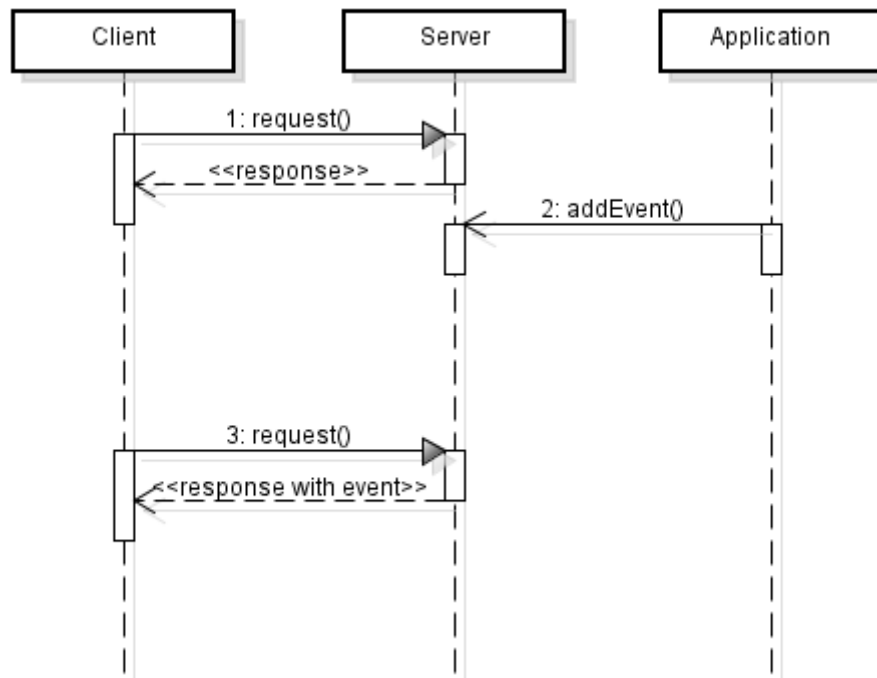 Client
Server
Application
1: request()
<<response>>
2: addEvent()
3: request()
<<response with event>>